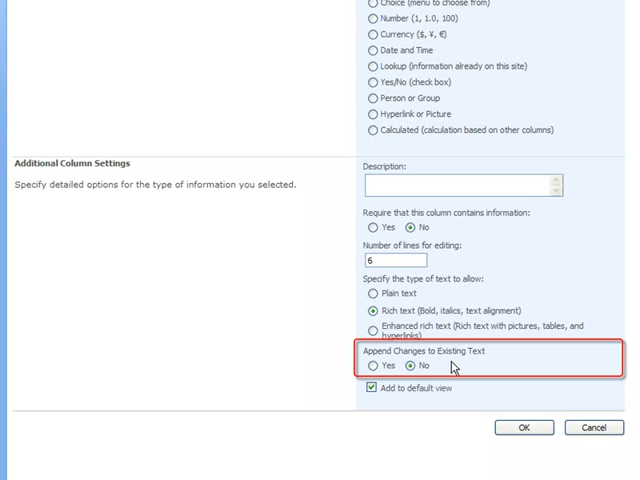 Choice (menu to choose from)
Number (1, 1.0, 100)
Currency ($, ¥, €)
Date and Time
Lookup (information already on this site)
Yes/No (check box)
Person or Group
Hyperlink or Picture
Calculated (calculation based on other columns)
Additional Column Settings
Specify detailed options for the type of information you selected.
Description:
Require that this column contains information:
Yes No
Number of lines for editing:
6
Specify the type of text to allow:
Plain text
Rich text (Bold, italics, text alignment)
Enhanced rich text (Rich text with pictures, tables, and
hyperlinks)
Append Changes to Existing Text
Yes No
Add to default view
OK Cancel